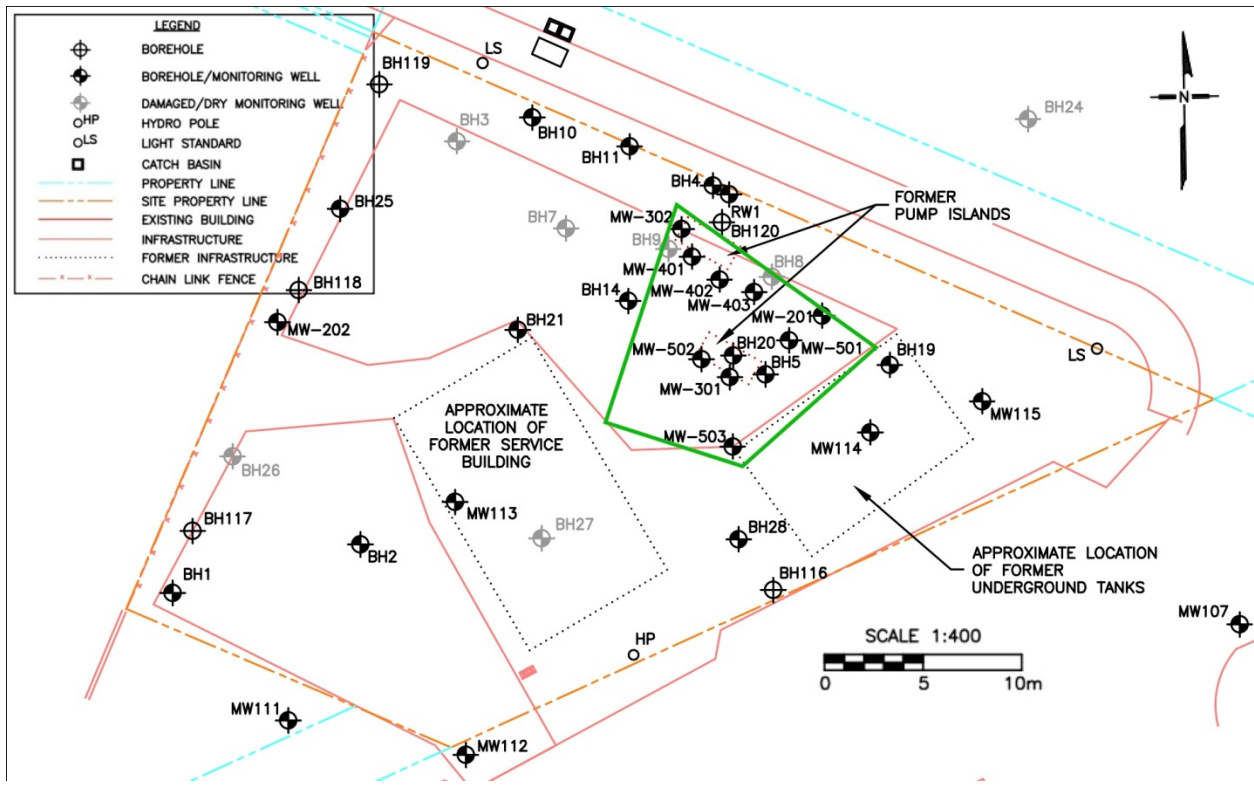 LEGEND
BOREHOLE
BOREHOLE/MONITORING WELL
DAMAGED/DRY MONITORING WELL
HP
HYDRO POLE
LS
LIGHT STANDARD
CATCH BASIN
PROPERTY LINE
SITE PROPERTY LINE
EXISTING BUILDING
INFRASTRUCTURE
FORMER INFRASTRUCTURE
CHAIN LINK FENCE
LS
BH119
N
BH3
BH10
BH24
BH11
BH4
BH25
RW1
FORMER
PUMP ISLANDS
MW-302
BH120
BH7
BH9
MW-401
BH8
BH118
MW-402
BH14
MW-403
MW-201
MW-202
BH21
MW-502
BH20
MW-501
LS
BH19
BH5
MW-301
MW115
APPROXIMATE
LOCATION OF
FORMER SERVICE
BUILDING
MW-503
MW114
BH26
MW113
BH117
BH27
BH2
BH28
APPROXIMATE LOCATION
OF FORMER
UNDERGROUND TANKS
BH1
BH116
MW107
HP
SCALE 1:400
0 5 10m
MW111
MW112